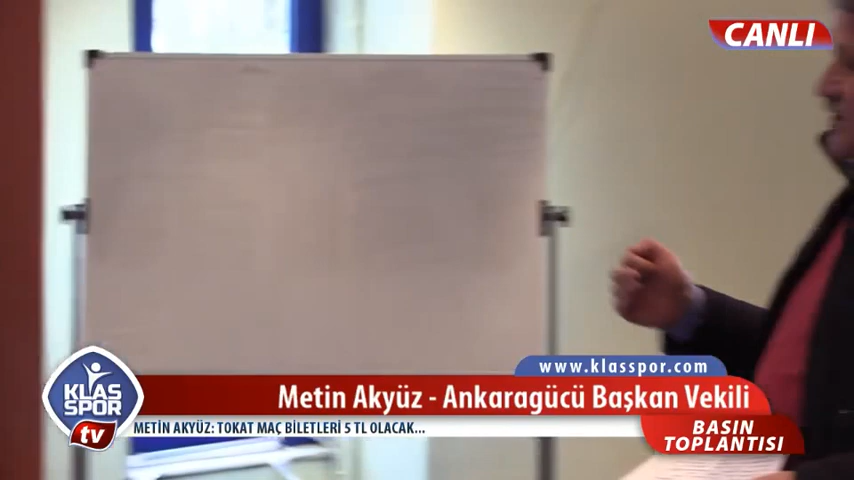 CANLI
www.klasspor.com
Metin Akyüz - Ankaragücü Başkan Vekili
METİN AKYÜZ: TOKAT MAÇ BİLETLERİ 5 TL OLACAK...
BASIN
TOPLANTISI
KLAS
SPOR
tv